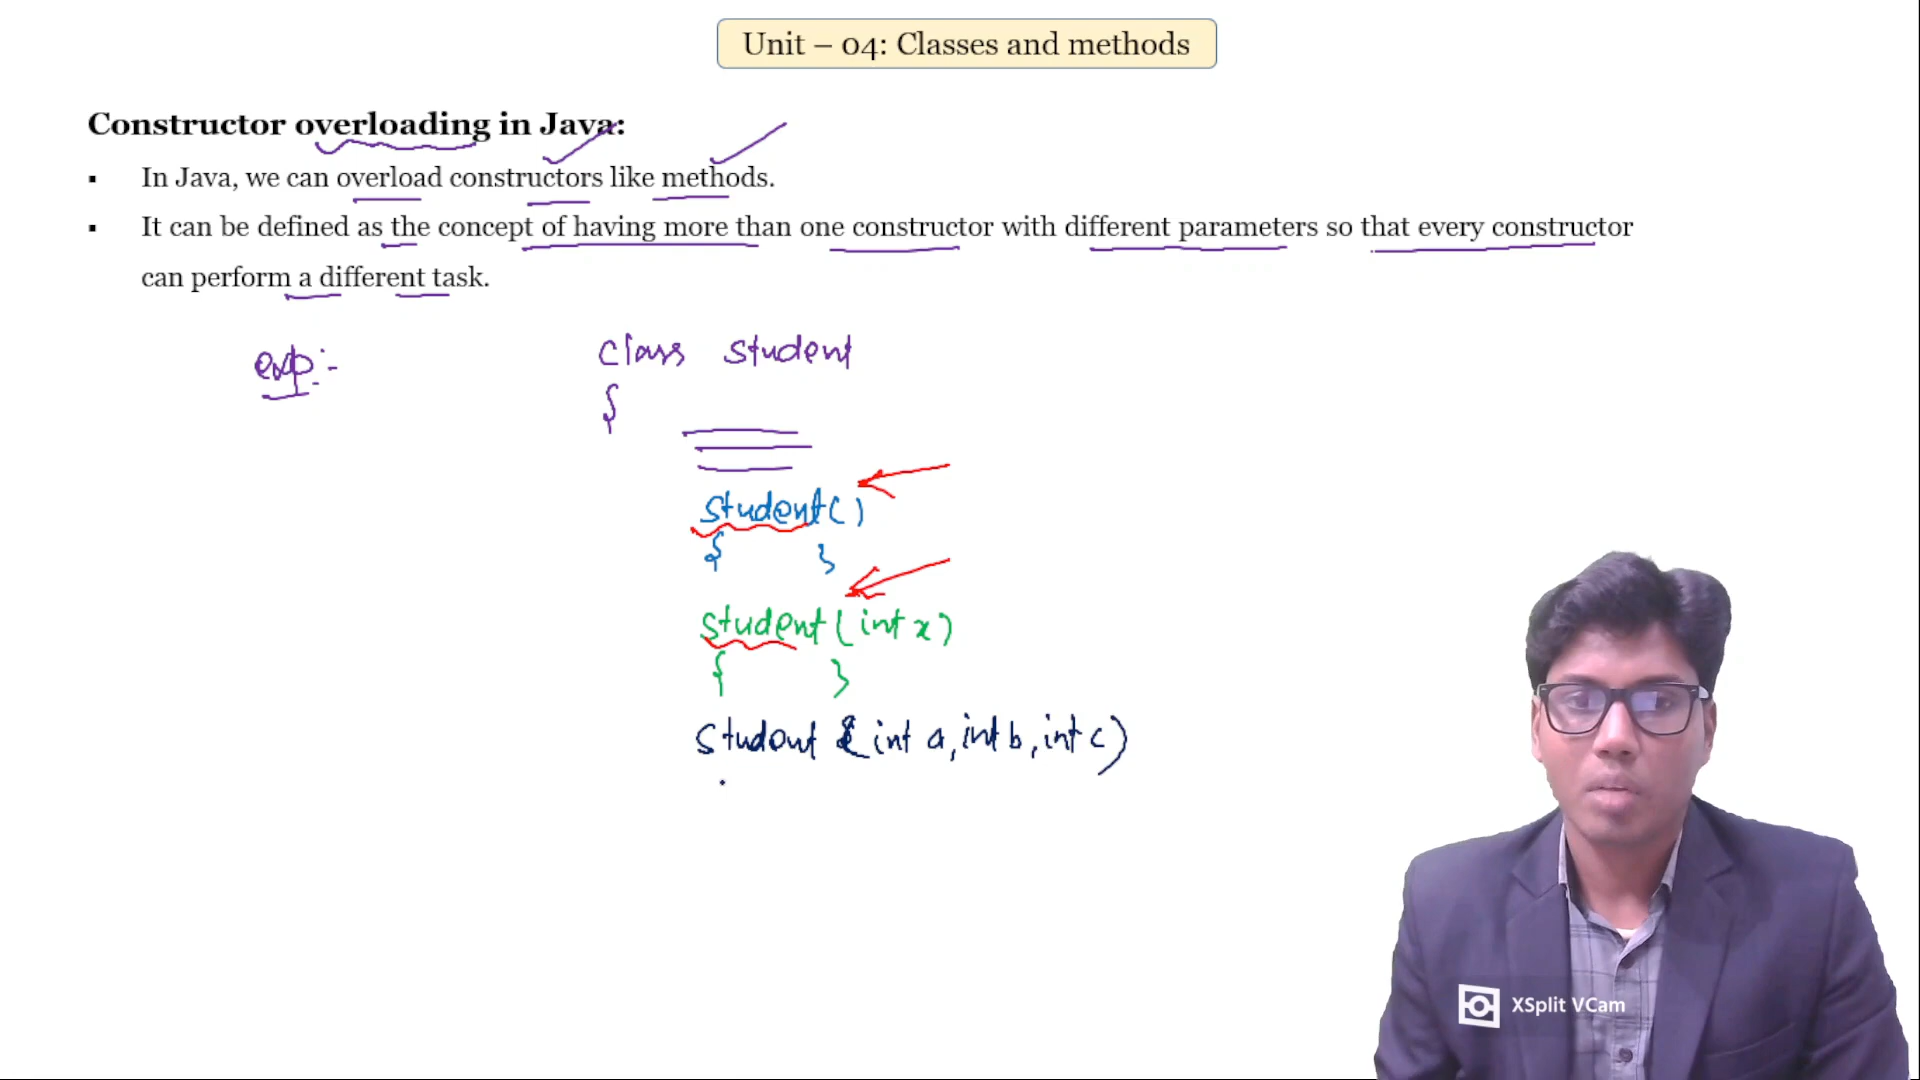 Unit – 04: Classes and methods
Constructor overloading in Java:
▪ In Java, we can overload constructors like methods.
▪ It can be defined as the concept of having more than one constructor with different parameters so that every constructor
can perform a different task.
exp:-
class student
{
student()
{ }
student(int x)
{ }
student (int a, int b, int c)
XSplit VCam